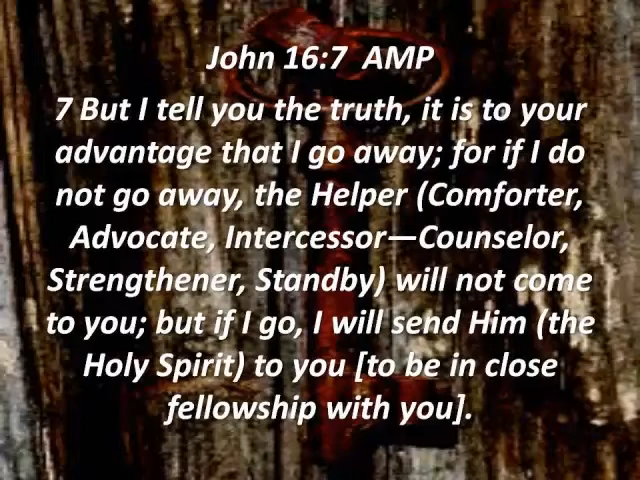 John 16:7  AMP
7 But I tell you the truth, it is to your
advantage that I go away; for if I do
not go away, the Helper (Comforter,
Advocate, Intercessor—Counselor,
Strengthener, Standby) will not come
to you; but if I go, I will send Him (the
Holy Spirit) to you [to be in close
fellowship with you].